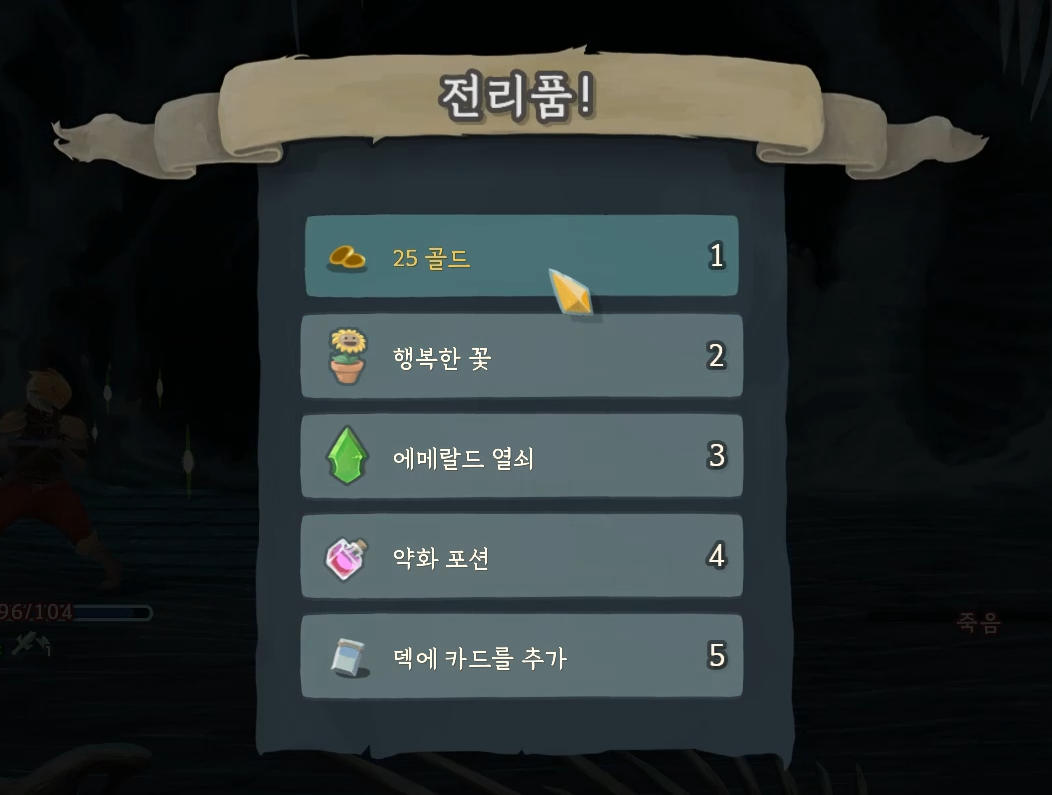 전리품!
25 골드 1
행복한 꽃 2
에메랄드 열쇠 3
약화 포션 4
덱에 카드를 추가 5
96/104
죽음